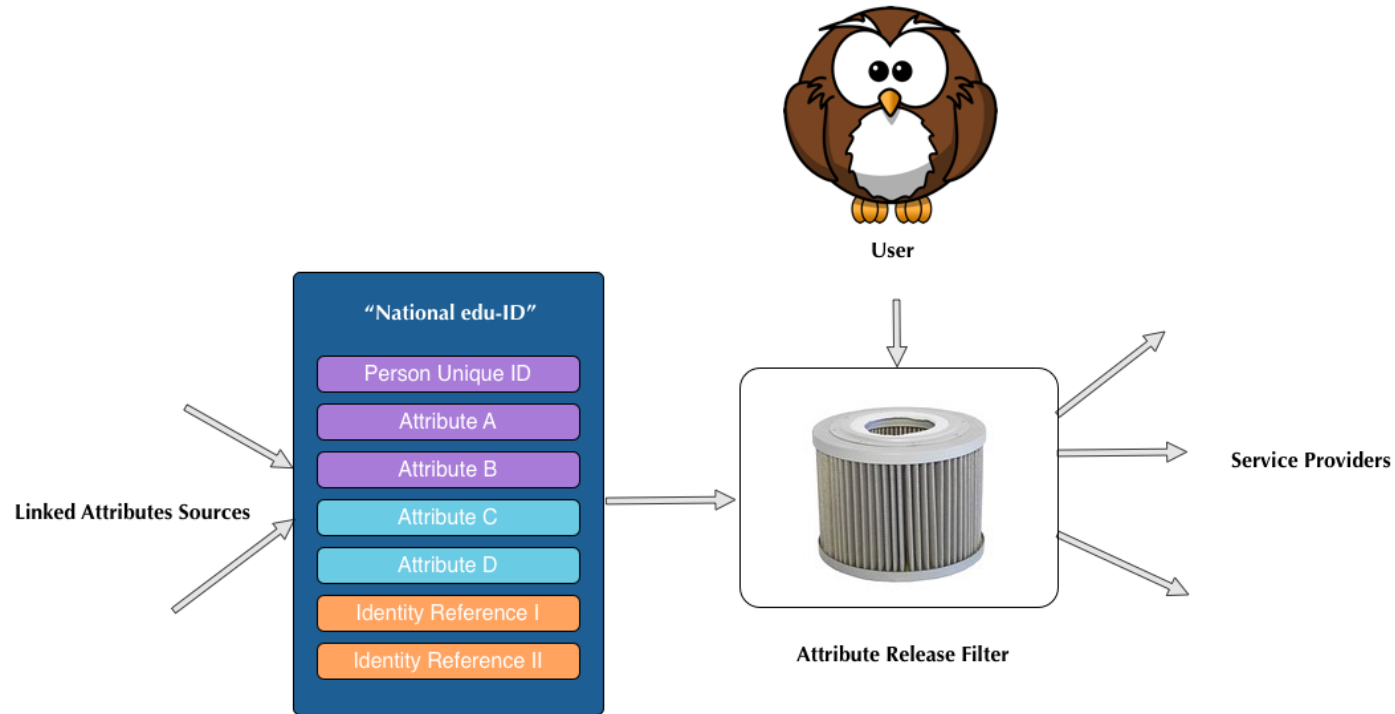 User
“National edu-ID”
Person Unique ID
Attribute A
Attribute B
Attribute C
Attribute D
Identity Reference I
Identity Reference II
Linked Attributes Sources
Service Providers
Attribute Release Filter